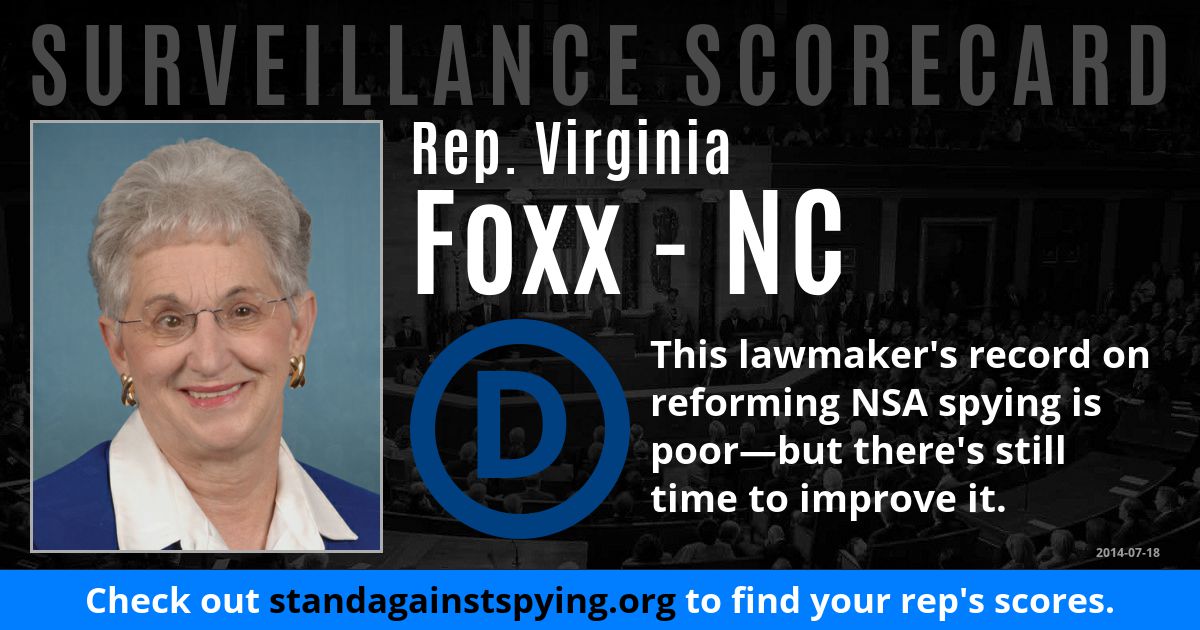 SURVEILLANCE SCORECARD
Rep. Virginia
Foxx - NC
D
This lawmaker's record on
reforming NSA spying is
poor—but there's still
time to improve it.
2014-07-18
Check out standagainstspying.org to find your rep's scores.